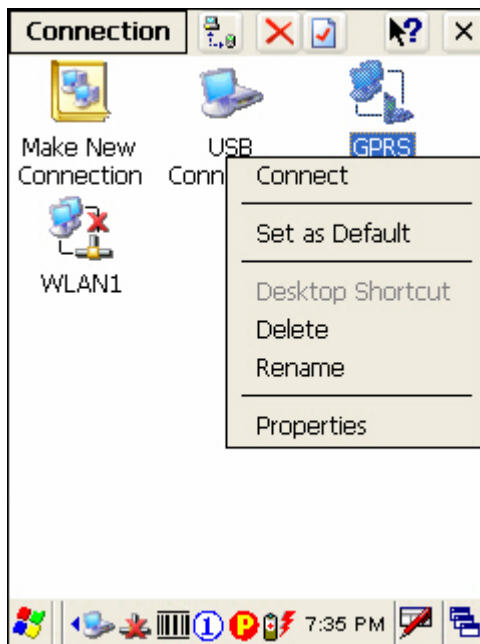 Connection
?
Make New
Connection
USB
Conn
GPRS
WLAN1
Connect
Set as Default
Desktop Shortcut
Delete
Rename
Properties
1
P
7:35 PM